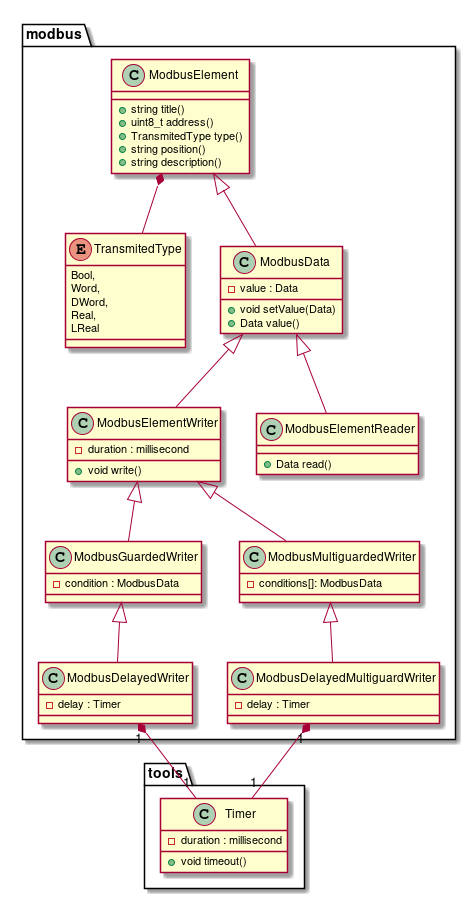 modbus
C ModbusElement
string title()
uint8_t address()
TransmitedType type()
string position()
string description()
E TransmitedType
Bool,
Word,
DWord,
Real,
LReal
C ModbusData
value : Data
void setValue(Data)
Data value()
C ModbusElementWriter
duration : millisecond
void write()
C ModbusElementReader
Data read()
C ModbusGuardedWriter
condition : ModbusData
C ModbusMultiguardedWriter
conditions[]: ModbusData
C ModbusDelayedWriter
delay : Timer
C ModbusDelayedMultiguardWriter
delay : Timer
1
1
tools
1
1
C Timer
duration : millisecond
void timeout()